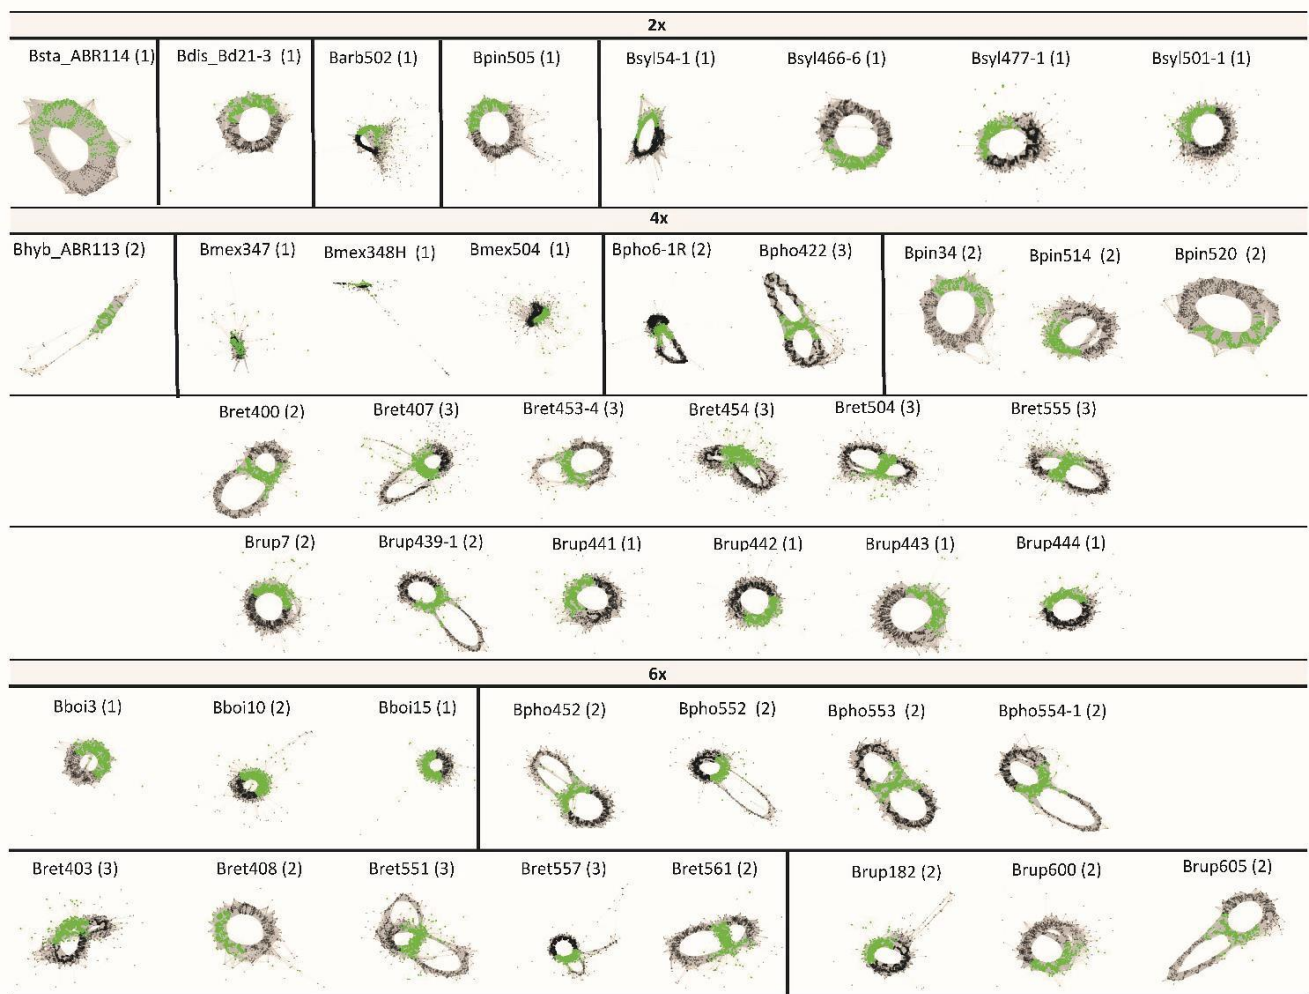 2x
Bsta_ABR114 (1) Bdis_Bd21-3 (1) Barb502 (1) Bpin505 (1) Bsyl54-1 (1) Bsyl466-6 (1) Bsyl477-1 (1) Bsyl501-1 (1)
4x
Bhyb_ABR113 (2) Bmex347 (1) Bmex348H (1) Bmex504 (1) Bpho6-1R (2) Bpho422 (3) Bpin34 (2) Bpin514 (2) Bpin520 (2)
Bret400 (2) Bret407 (3) Bret453-4 (3) Bret454 (3) Bret504 (3) Bret555 (3)
Brup7 (2) Brup439-1 (2) Brup441 (1) Brup442 (1) Brup443 (1) Brup444 (1)
6x
Bboi3 (1) Bboi10 (2) Bboi15 (1) Bpho452 (2) Bpho552 (2) Bpho553 (2) Bpho554-1 (2)
Bret403 (3) Bret408 (2) Bret551 (3) Bret557 (3) Bret561 (2) Brup182 (2) Brup600 (2) Brup605 (2)